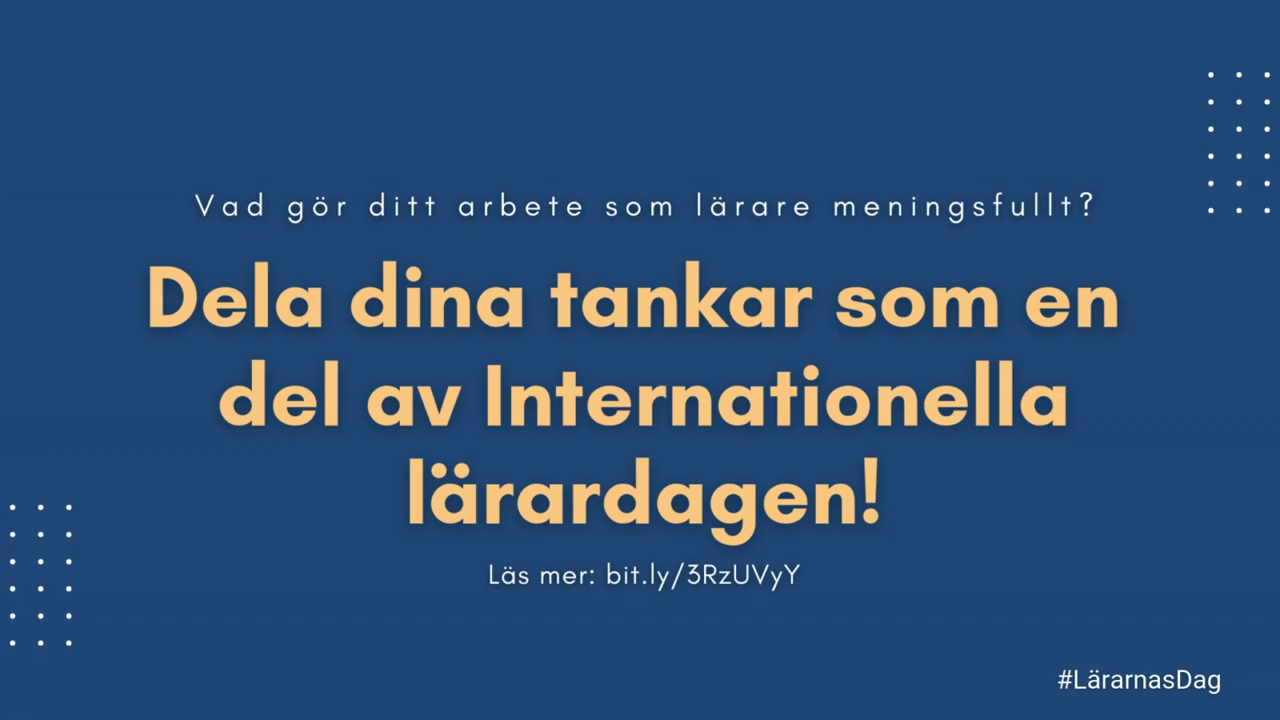 Vad gör ditt arbete som lärare meningsfullt?
Dela dina tankar som en
del av Internationella
lärardagen!
Läs mer: bit.ly/3RzUVyY
#LärarnasDag